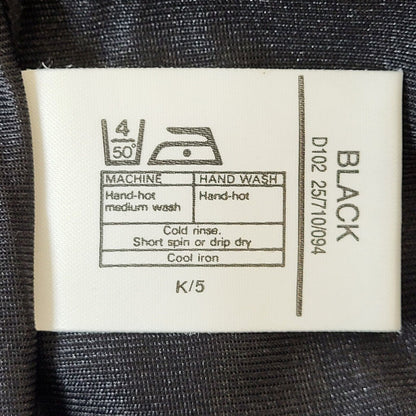 4
50°
MACHINE HAND WASH
Hand-hot Hand-hot
medium wash
Cold rinse.
Short spin or drip dry
Cool iron
K/5
BLACK
D102 25/710/094